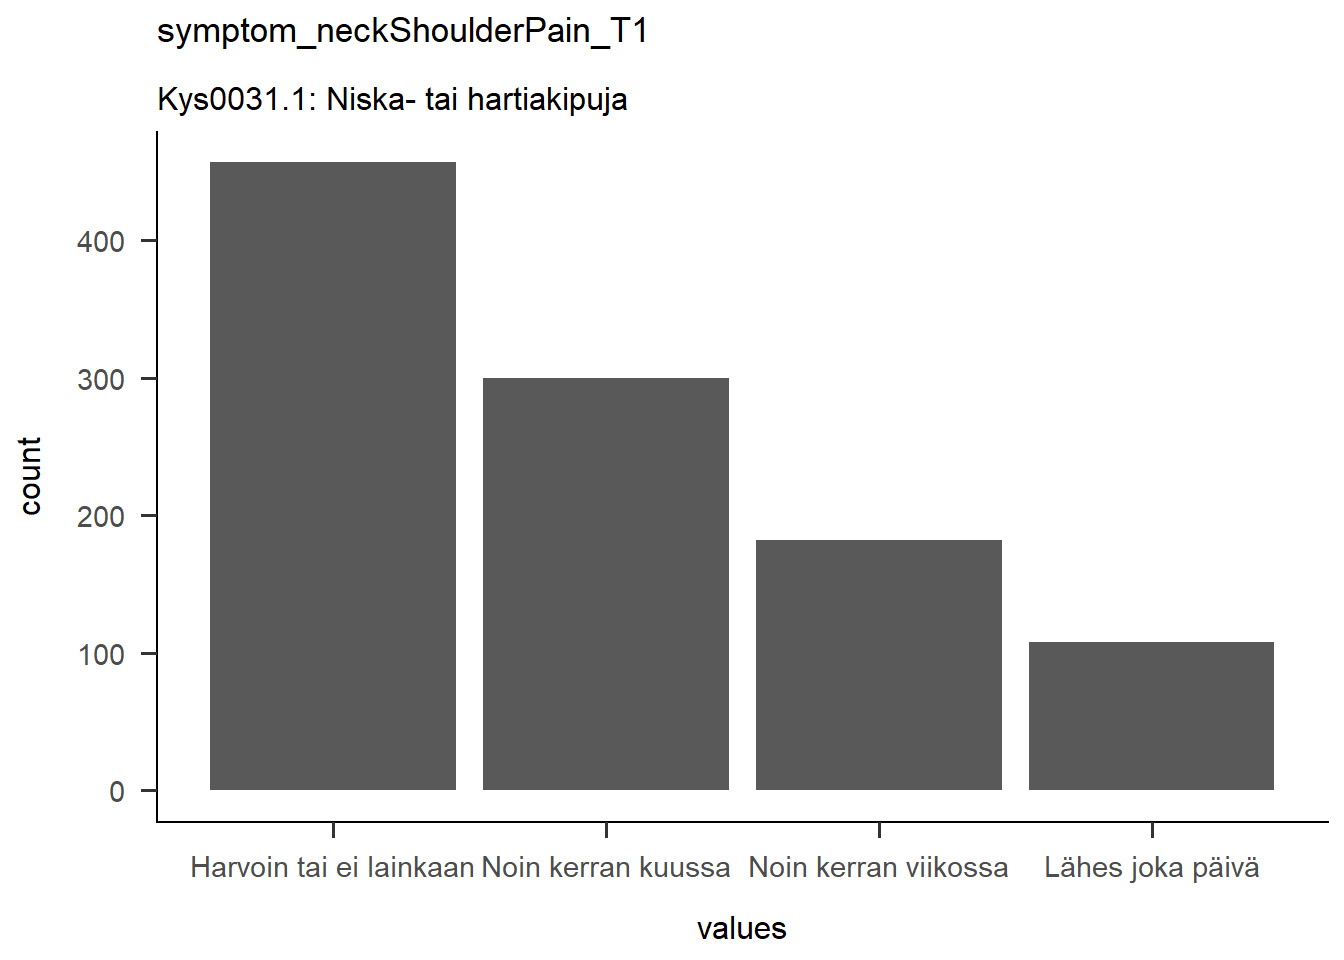 symptom_neckShoulderPain_T1
Kys0031.1: Niska- tai hartiakipuja
count
400
300
200
100
0
Harvoin tai ei lainkaan Noin kerran kuussa Noin kerran viikossa Lähes joka päivä
values